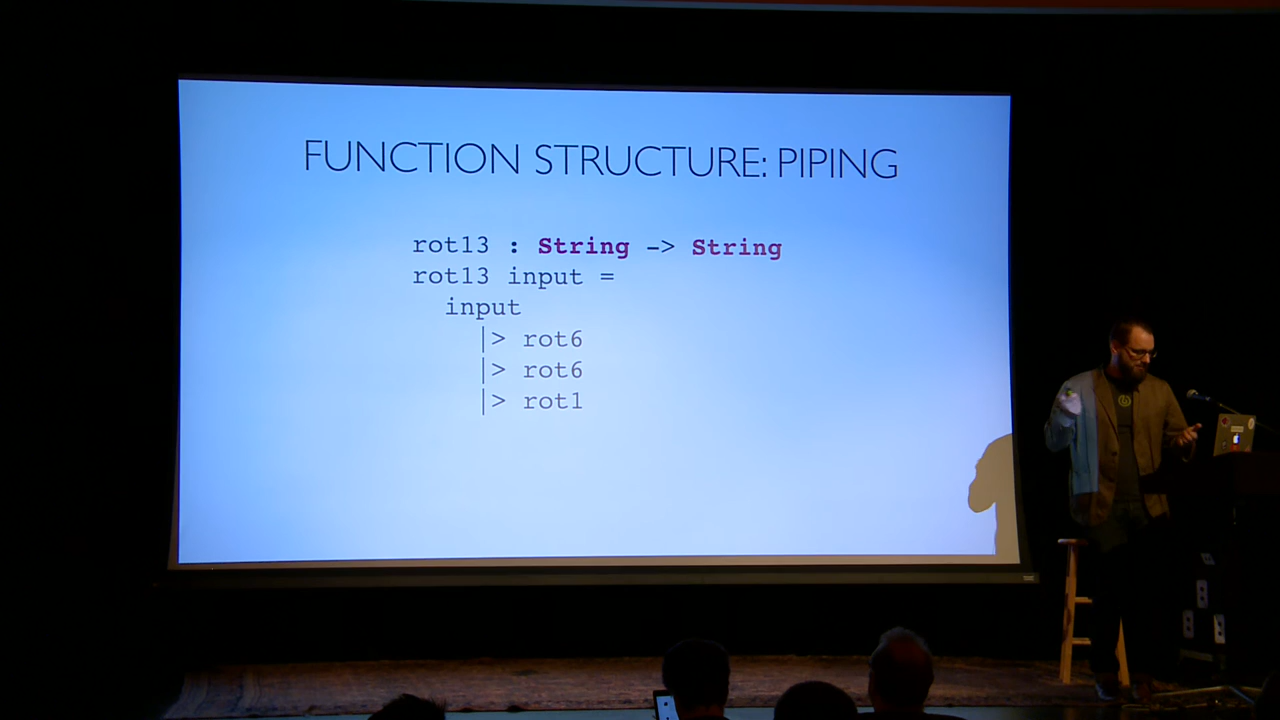 FUNCTION STRUCTURE: PIPING
rot13 : String -> String
rot13 input =
input
|> rot6
|> rot6
|> rot1